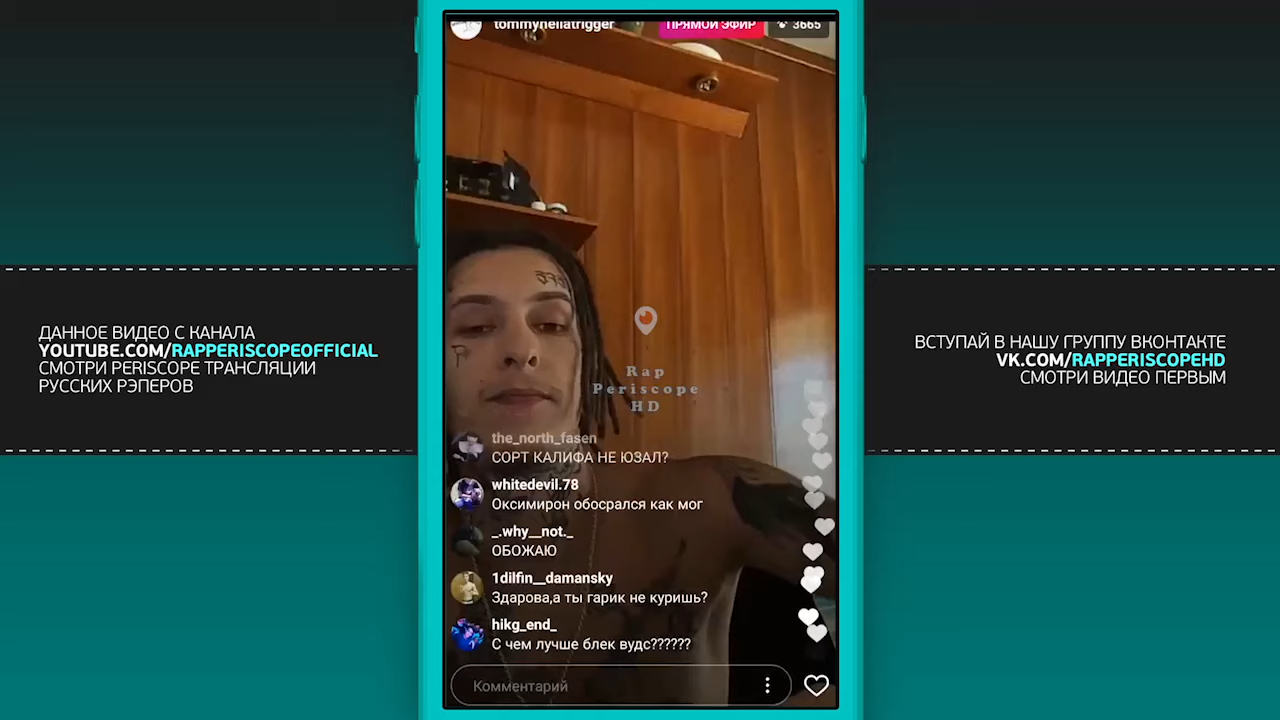 tommyhellatrigger
ПРЯМОЙ ЭФИР
3665
ДАННОЕ ВИДЕО С КАНАЛА
YOUTUBE.COM/RAPPERISCOPEOFFICIAL
СМОТРИ PERISCOPE ТРАНСЛЯЦИИ
РУССКИХ РЭПЕРОВ
ВСТУПАЙ В НАШУ ГРУППУ ВКОНТАКТЕ
VK.COM/RAPPERISCOPEHD
СМОТРИ ВИДЕО ПЕРВЫМ
Rap
Periscope
HD
the_north_fasen
СОРТ КАЛИФА НЕ ЮЗАЛ?
whitedevil.78
Оксимирон обосрался как мог
_.why__not._
ОБОЖАЮ
1dilfin__damansky
Здарова,а ты гарик не куришь?
hikg_end_
С чем лучше блек вудс??????
Комментарий